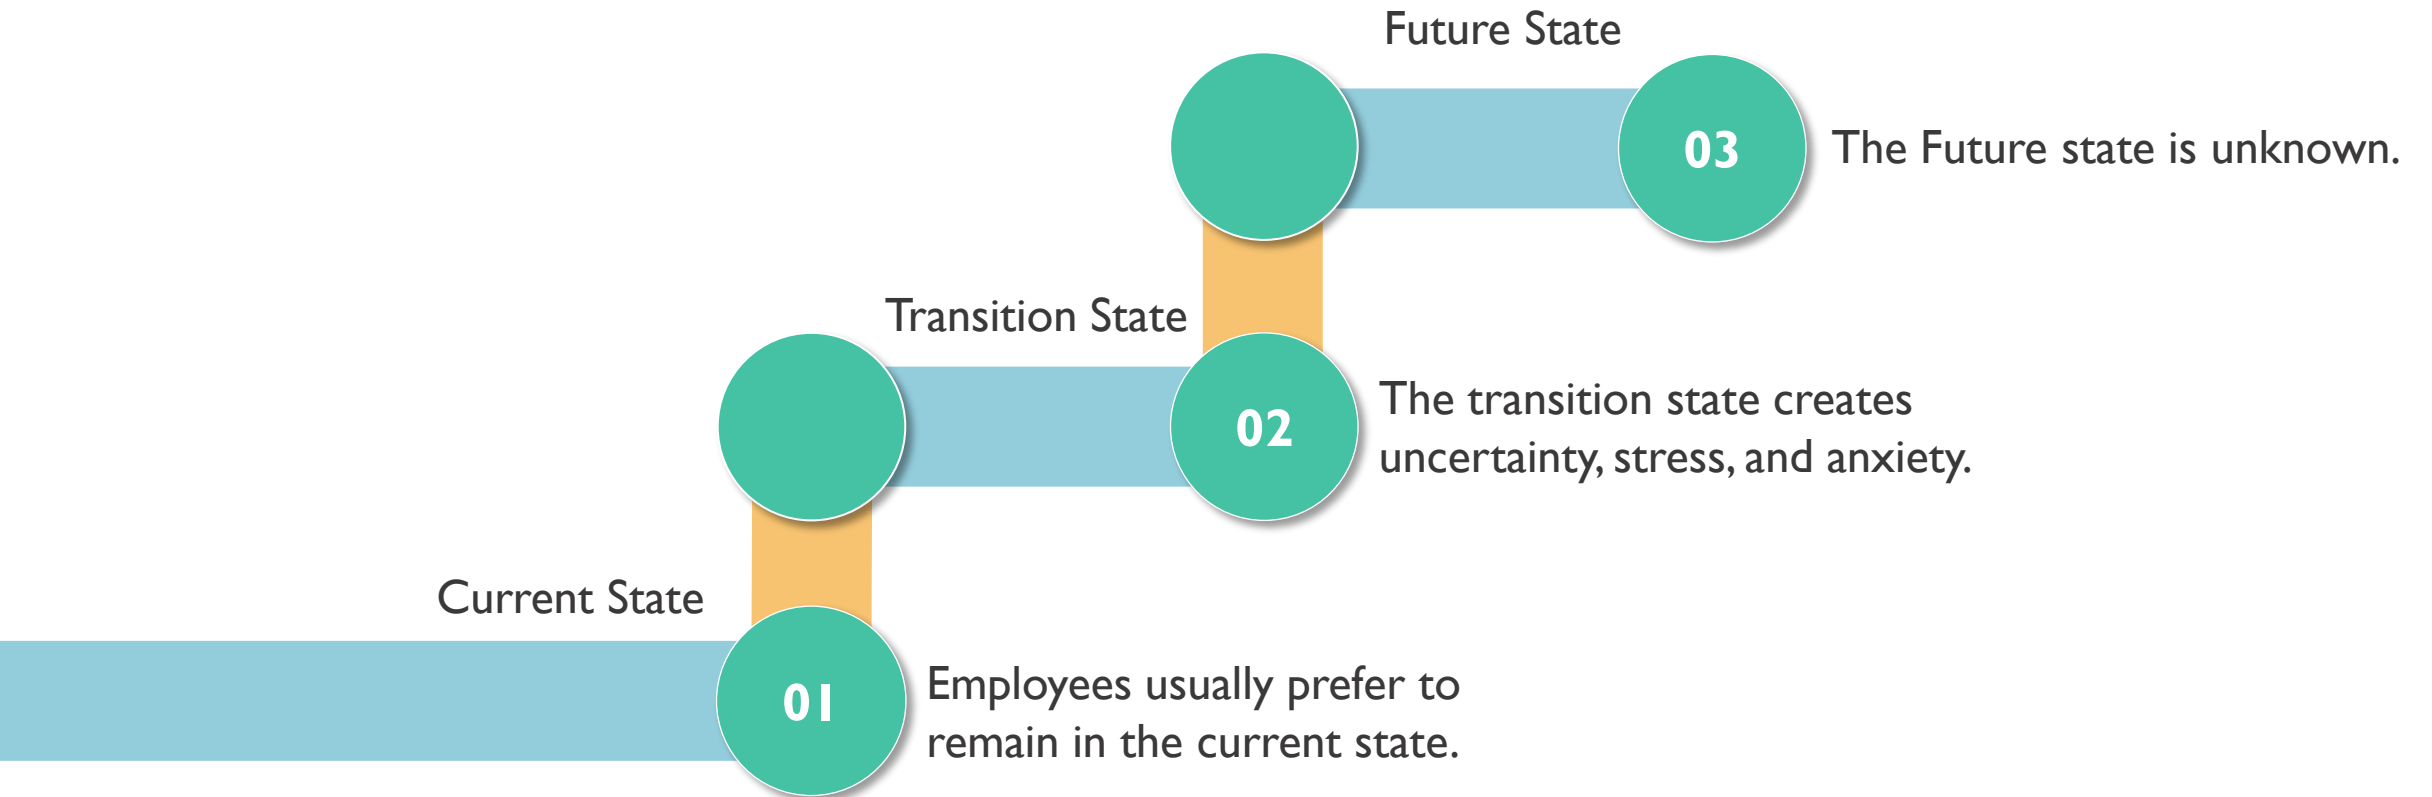 Future State
03
The Future state is unknown.
Transition State
02
The transition state creates
uncertainty, stress, and anxiety.
Current State
01
Employees usually prefer to
remain in the current state.